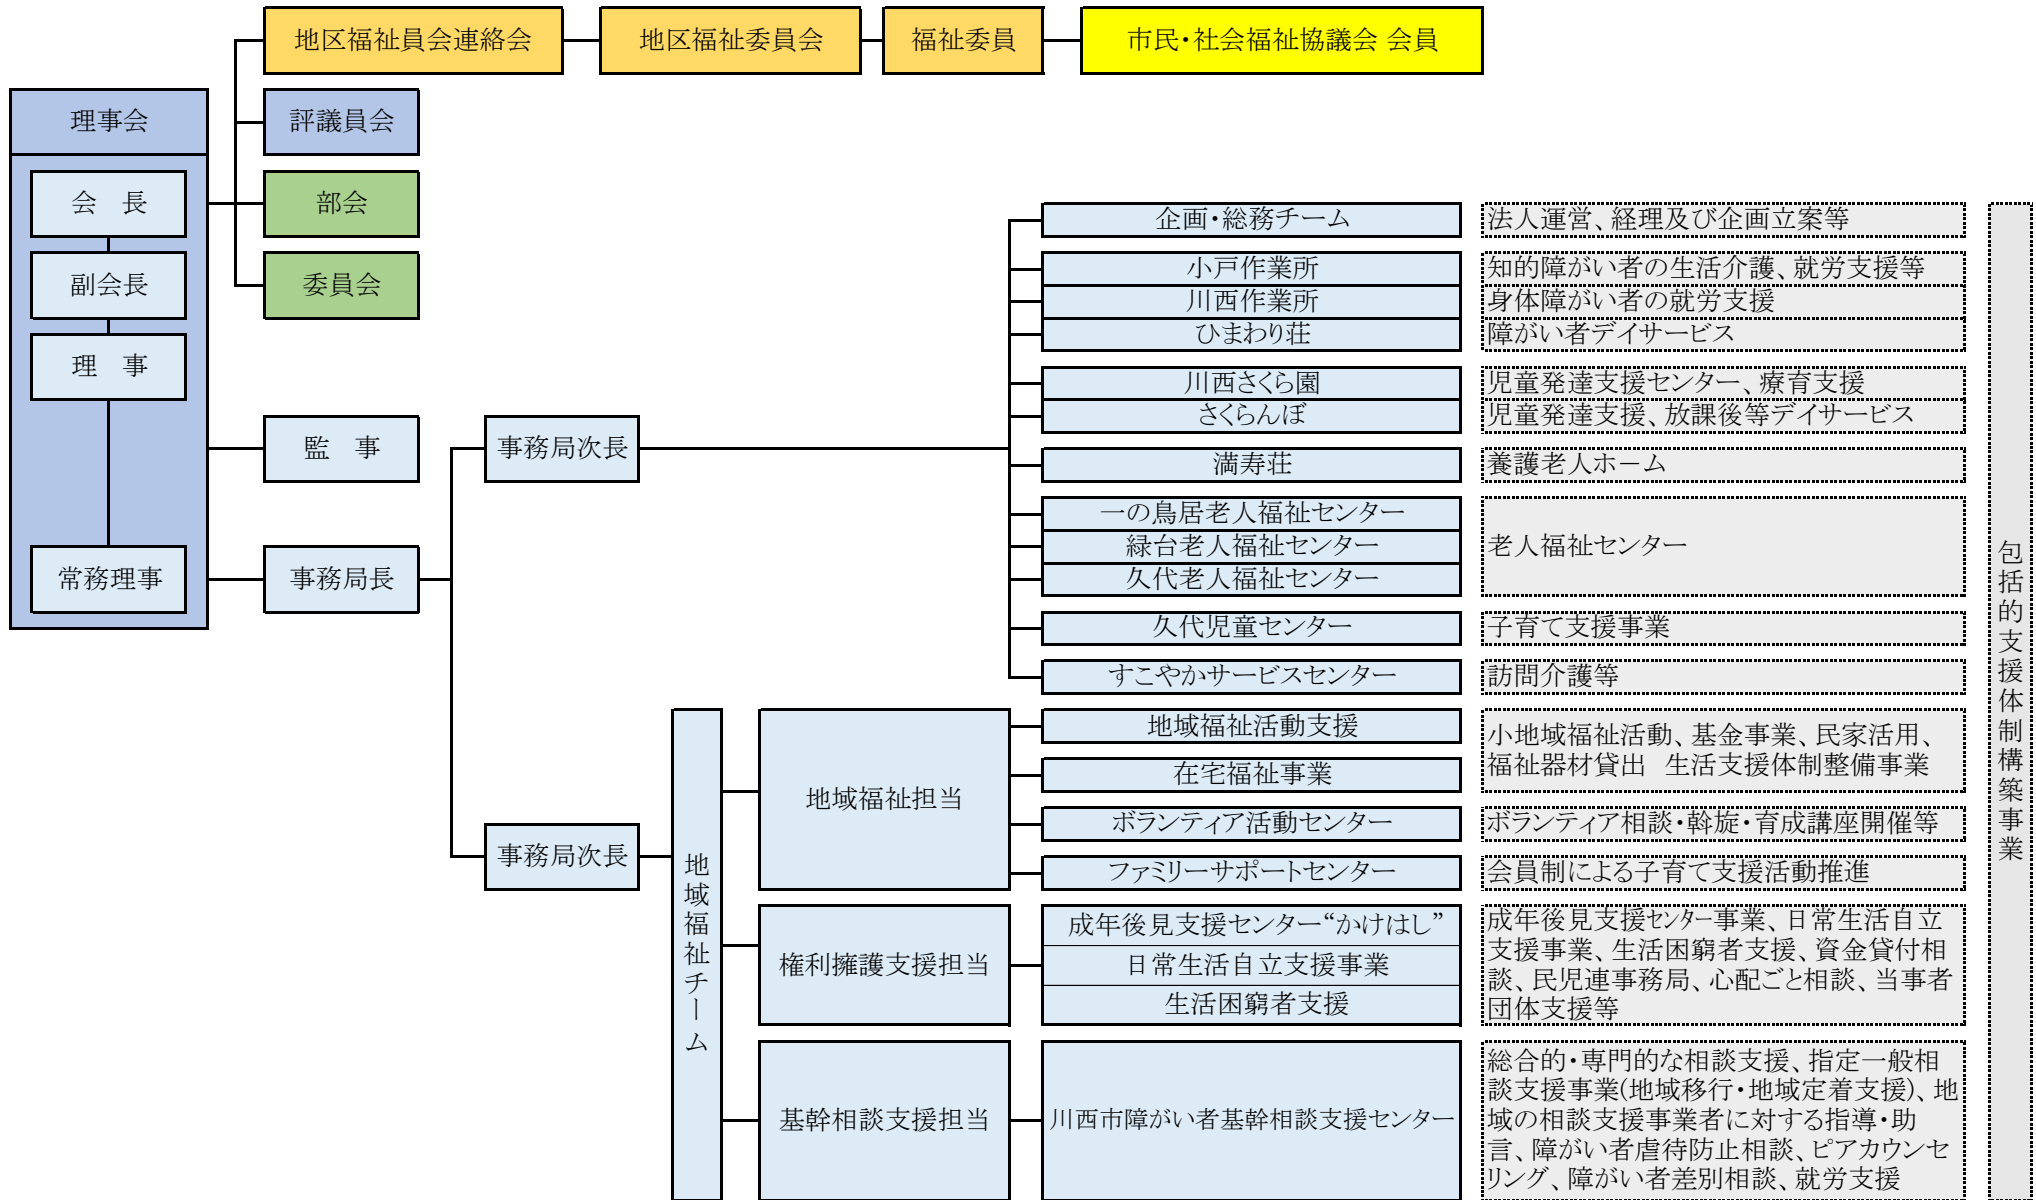 地区福祉員会連絡会
地区福祉委員会
福祉委員
市民・社会福祉協議会 会員
理事会
評議員会
会　長
部会
副会長
委員会
理　事
監　事
常務理事
事務局長
事務局次長
企画・総務チーム
法人運営、経理及び企画立案等
小戸作業所
知的障がい者の生活介護、就労支援等
川西作業所
身体障がい者の就労支援
ひまわり荘
障がい者デイサービス
川西さくら園
児童発達支援センター、療育支援
さくらんぼ
児童発達支援、放課後等デイサービス
満寿荘
養護老人ホーム
一の鳥居老人福祉センター
緑台老人福祉センター
久代老人福祉センター
老人福祉センター
久代児童センター
子育て支援事業
すこやかサービスセンター
訪問介護等
事務局次長
地域福祉チーム
地域福祉担当
地域福祉活動支援
在宅福祉事業
小地域福祉活動、基金事業、民家活用、
福祉器材貸出　生活支援体制整備事業
ボランティア活動センター
ボランティア相談・斡旋・育成講座開催等
ファミリーサポートセンター
会員制による子育て支援活動推進
権利擁護支援担当
成年後見支援センター“かけはし”
日常生活自立支援事業
生活困窮者支援
成年後見支援センター事業、日常生活自立
支援事業、生活困窮者支援、資金貸付相
談、民児連事務局、心配ごと相談、当事者
団体支援等
基幹相談支援担当
川西市障がい者基幹相談支援センター
総合的・専門的な相談支援、指定一般相
談支援事業(地域移行・地域定着支援)、地
域の相談支援事業者に対する指導・助
言、障がい者虐待防止相談、ピアカウンセ
リング、障がい者差別相談、就労支援
包括的支援体制構築事業